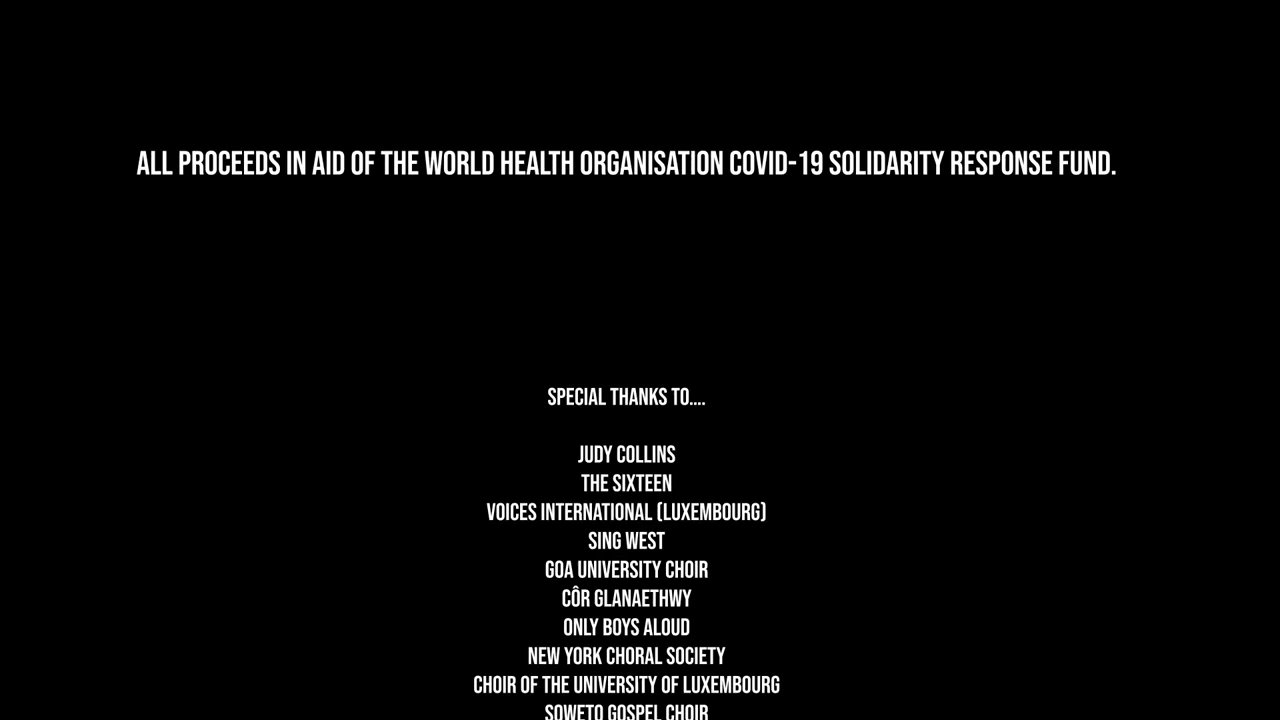 ALL PROCEEDS IN AID OF THE WORLD HEALTH ORGANISATION COVID-19 SOLIDARITY RESPONSE FUND.
SPECIAL THANKS TO....
JUDY COLLINS
THE SIXTEEN
VOICES INTERNATIONAL (LUXEMBOURG)
SING WEST
GOA UNIVERSITY CHOIR
CÔR GLANAETHWY
ONLY BOYS ALOUD
NEW YORK CHORAL SOCIETY
CHOIR OF THE UNIVERSITY OF LUXEMBOURG
SOWETO GOSPEL CHOIR